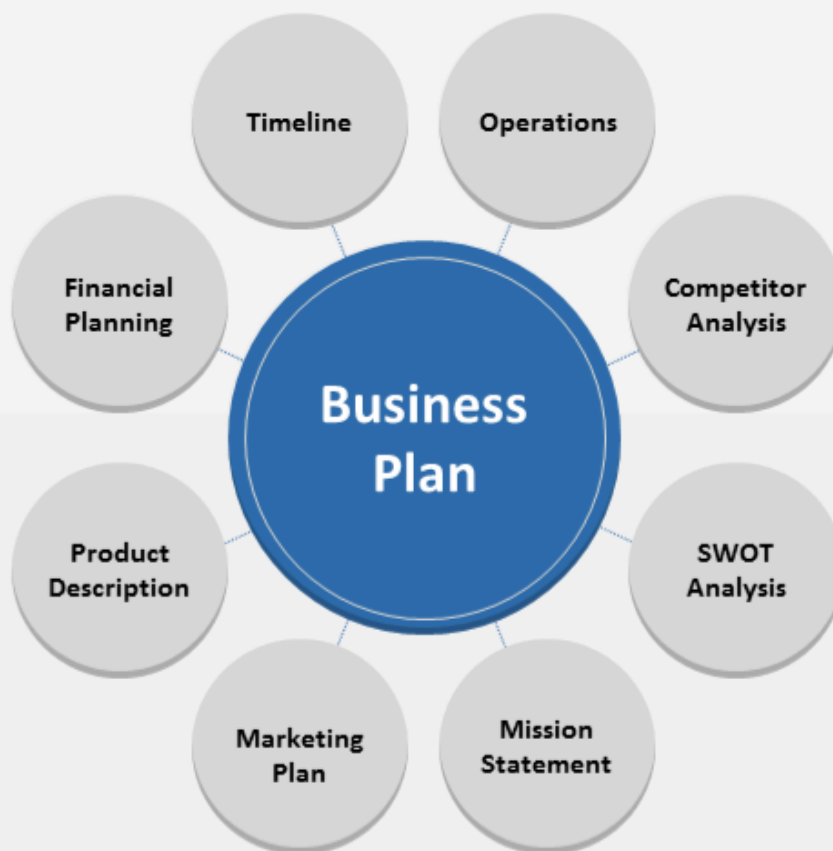 Timeline
Operations
Financial
Planning
Competitor
Analysis
Business
Plan
Product
Description
SWOT
Analysis
Marketing
Plan
Mission
Statement